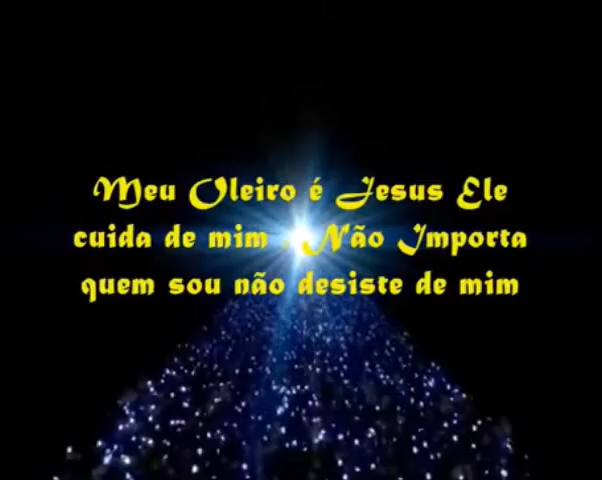 Meu Oleiro é Jesus Ele
cuida de mim . Não Importa
quem sou não desiste de mim